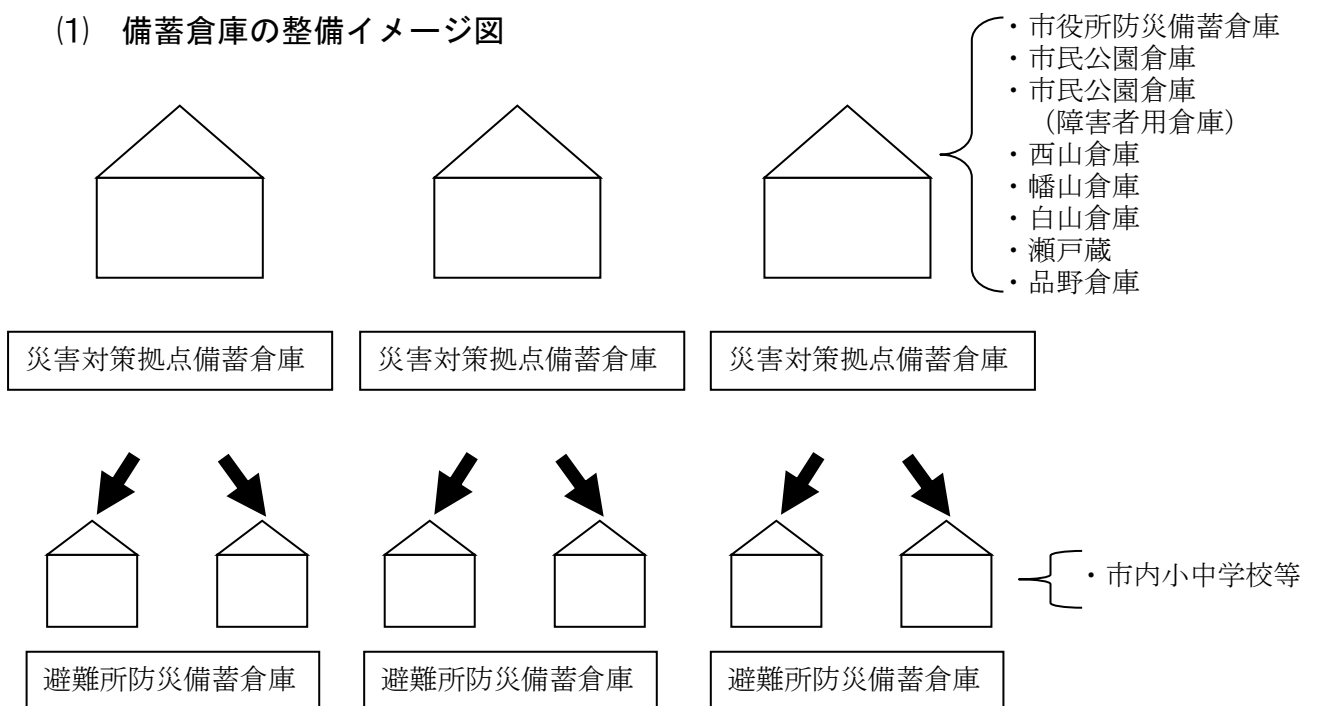 ⑴ 備蓄倉庫の整備イメージ図
・市役所防災備蓄倉庫
・市民公園倉庫
・市民公園倉庫
（障害者用倉庫）
・西山倉庫
・幡山倉庫
・白山倉庫
・瀬戸蔵
・品野倉庫
災害対策拠点備蓄倉庫
災害対策拠点備蓄倉庫
災害対策拠点備蓄倉庫
・市内小中学校等
避難所防災備蓄倉庫
避難所防災備蓄倉庫
避難所防災備蓄倉庫